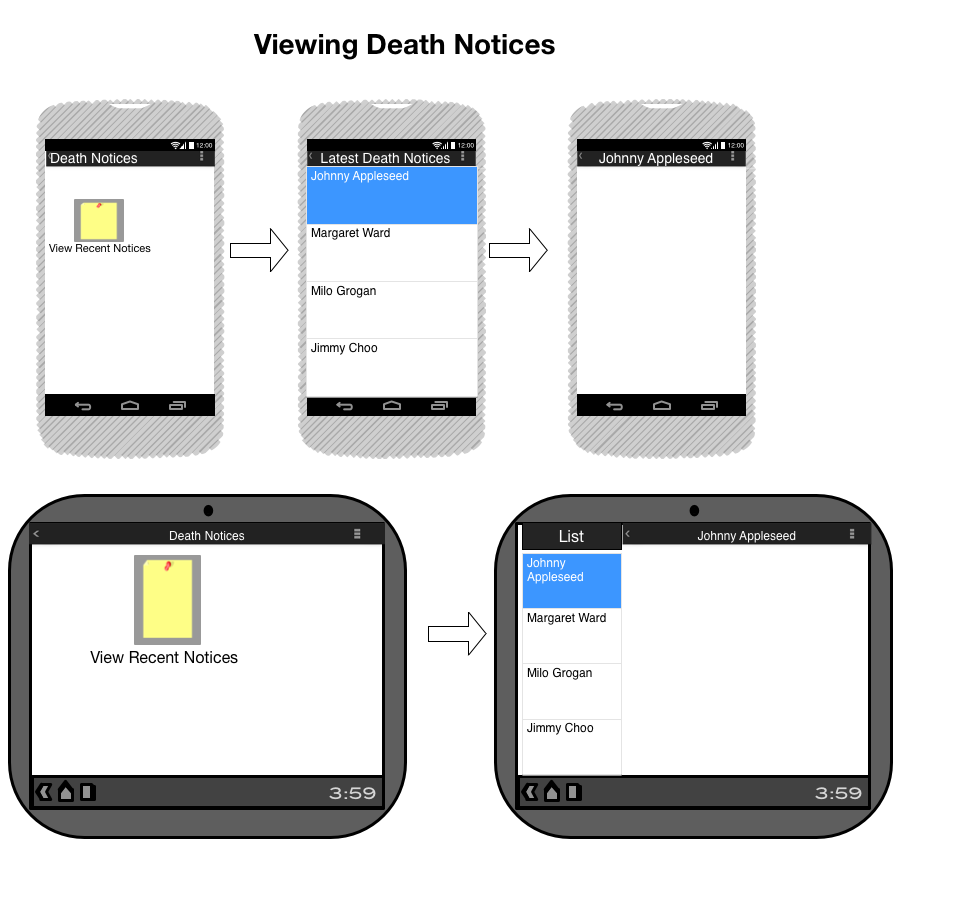 Viewing Death Notices
12:00
Death Notices
View Recent Notices
12:00
Latest Death Notices
Johnny Appleseed
Margaret Ward
Milo Grogan
Jimmy Choo
12:00
Johnny Appleseed
Death Notices
View Recent Notices
3:59
List
Johnny Appleseed
Johnny
Appleseed
Margaret Ward
Milo Grogan
Jimmy Choo
3:59